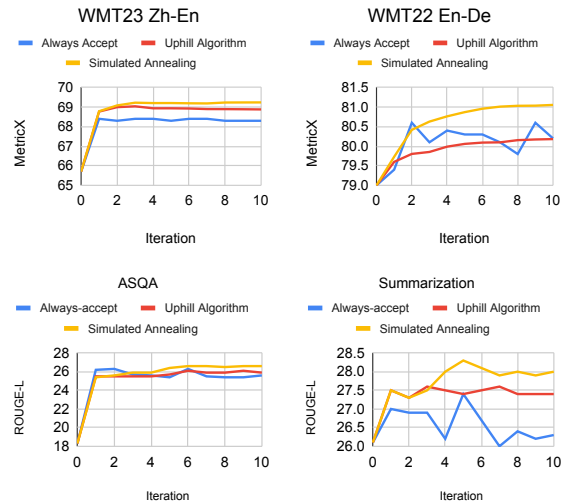 WMT23 Zh-En
Always Accept
Uphill Algorithm
Simulated Annealing
MetricX
70
69
68
67
66
65
0
2
4
6
8
10
Iteration
WMT22 En-De
Always Accept
Uphill Algorithm
Simulated Annealing
MetricX
81.5
81.0
80.5
80.0
79.5
79.0
0
2
4
6
8
10
Iteration
ASQA
Always-accept
Uphill Algorithm
Simulated Annealing
ROUGE-L
28
26
24
22
20
18
0
2
4
6
8
10
Iteration
Summarization
Always-accept
Uphill Algorithm
Simulated Annealing
ROUGE-L
28.5
28.0
27.5
27.0
26.5
26.0
0
2
4
6
8
10
Iteration